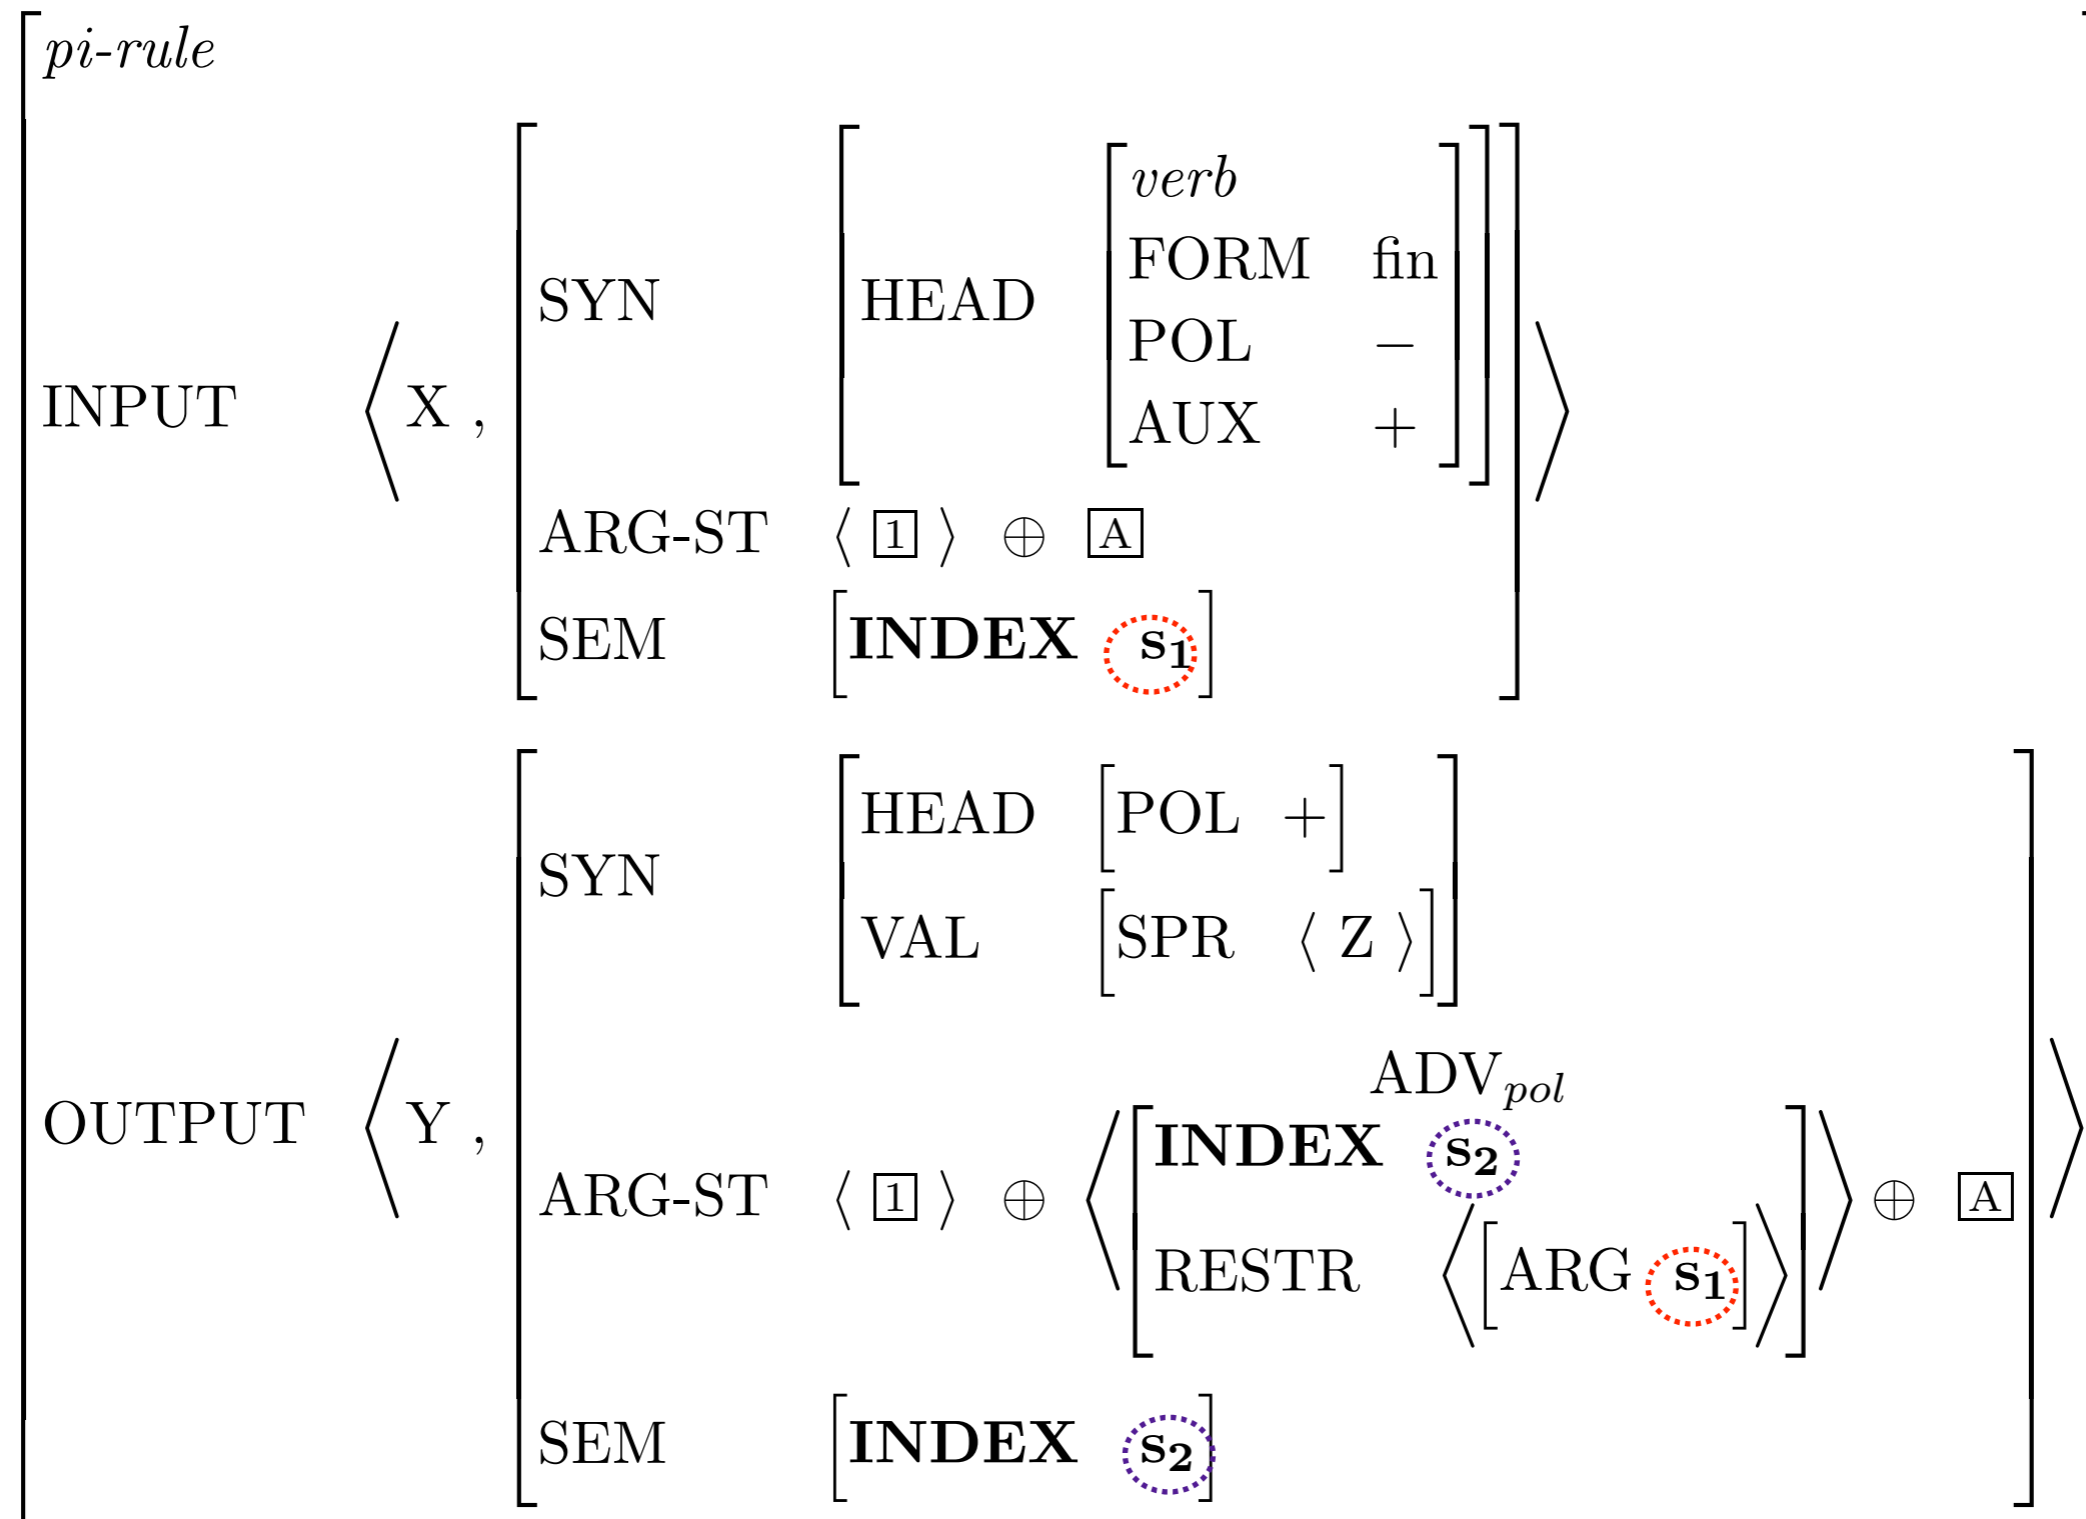 pi-rule
verb
FORM fin
SYN HEAD
POL −
INPUT ⟨ X ,
AUX +
⟩
ARG-ST ⟨ 1 ⟩ ⊕ A
SEM [INDEX s1]
HEAD [POL +]
SYN
VAL [SPR ⟨ Z ⟩]
ADVpol
OUTPUT ⟨ Y ,
INDEX s2
ARG-ST ⟨ 1 ⟩ ⊕ ⟨ ⟩ ⊕ A ⟩
RESTR ⟨[ARG s1]⟩
SEM [INDEX s2]